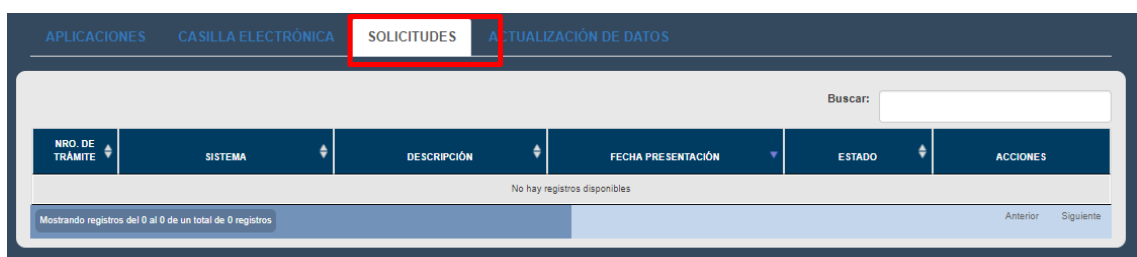 APLICACIONES CASILLA ELECTRÓNICA SOLICITUDES ACTUALIZACIÓN DE DATOS
Buscar:
NRO. DE TRÁMITE SISTEMA DESCRIPCIÓN FECHA PRESENTACIÓN ESTADO ACCIONES
No hay registros disponibles
Mostrando registros del 0 al 0 de un total de 0 registros Anterior Siguiente